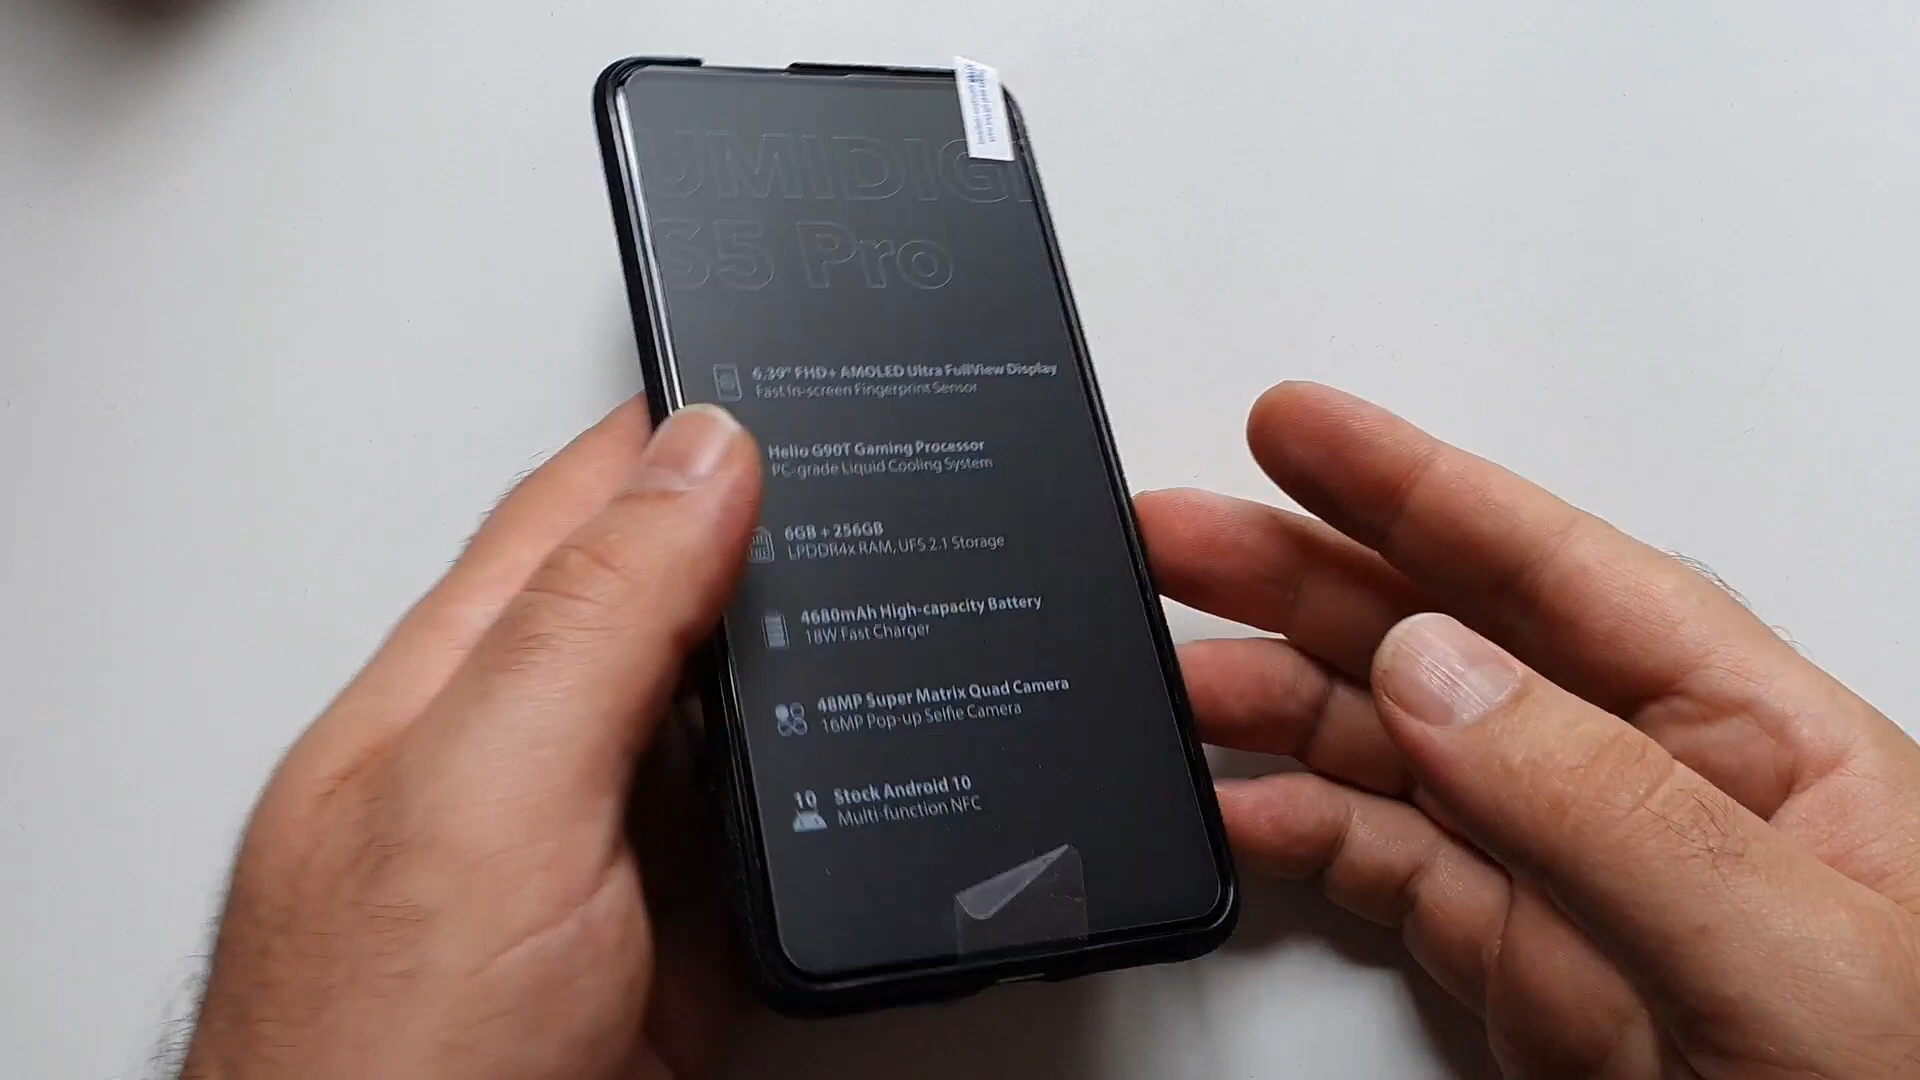 UMIDIGI
S5 Pro
6.39" FHD+ AMOLED Ultra FullView Display
Fast In-screen Fingerprint Sensor
Helio G90T Gaming Processor
PC-grade Liquid Cooling System
6GB + 256GB
LPDDR4x RAM, UFS 2.1 Storage
4680mAh High-capacity Battery
18W Fast Charger
48MP Super Matrix Quad Camera
16MP Pop-up Selfie Camera
10 Stock Android 10
Multi-function NFC